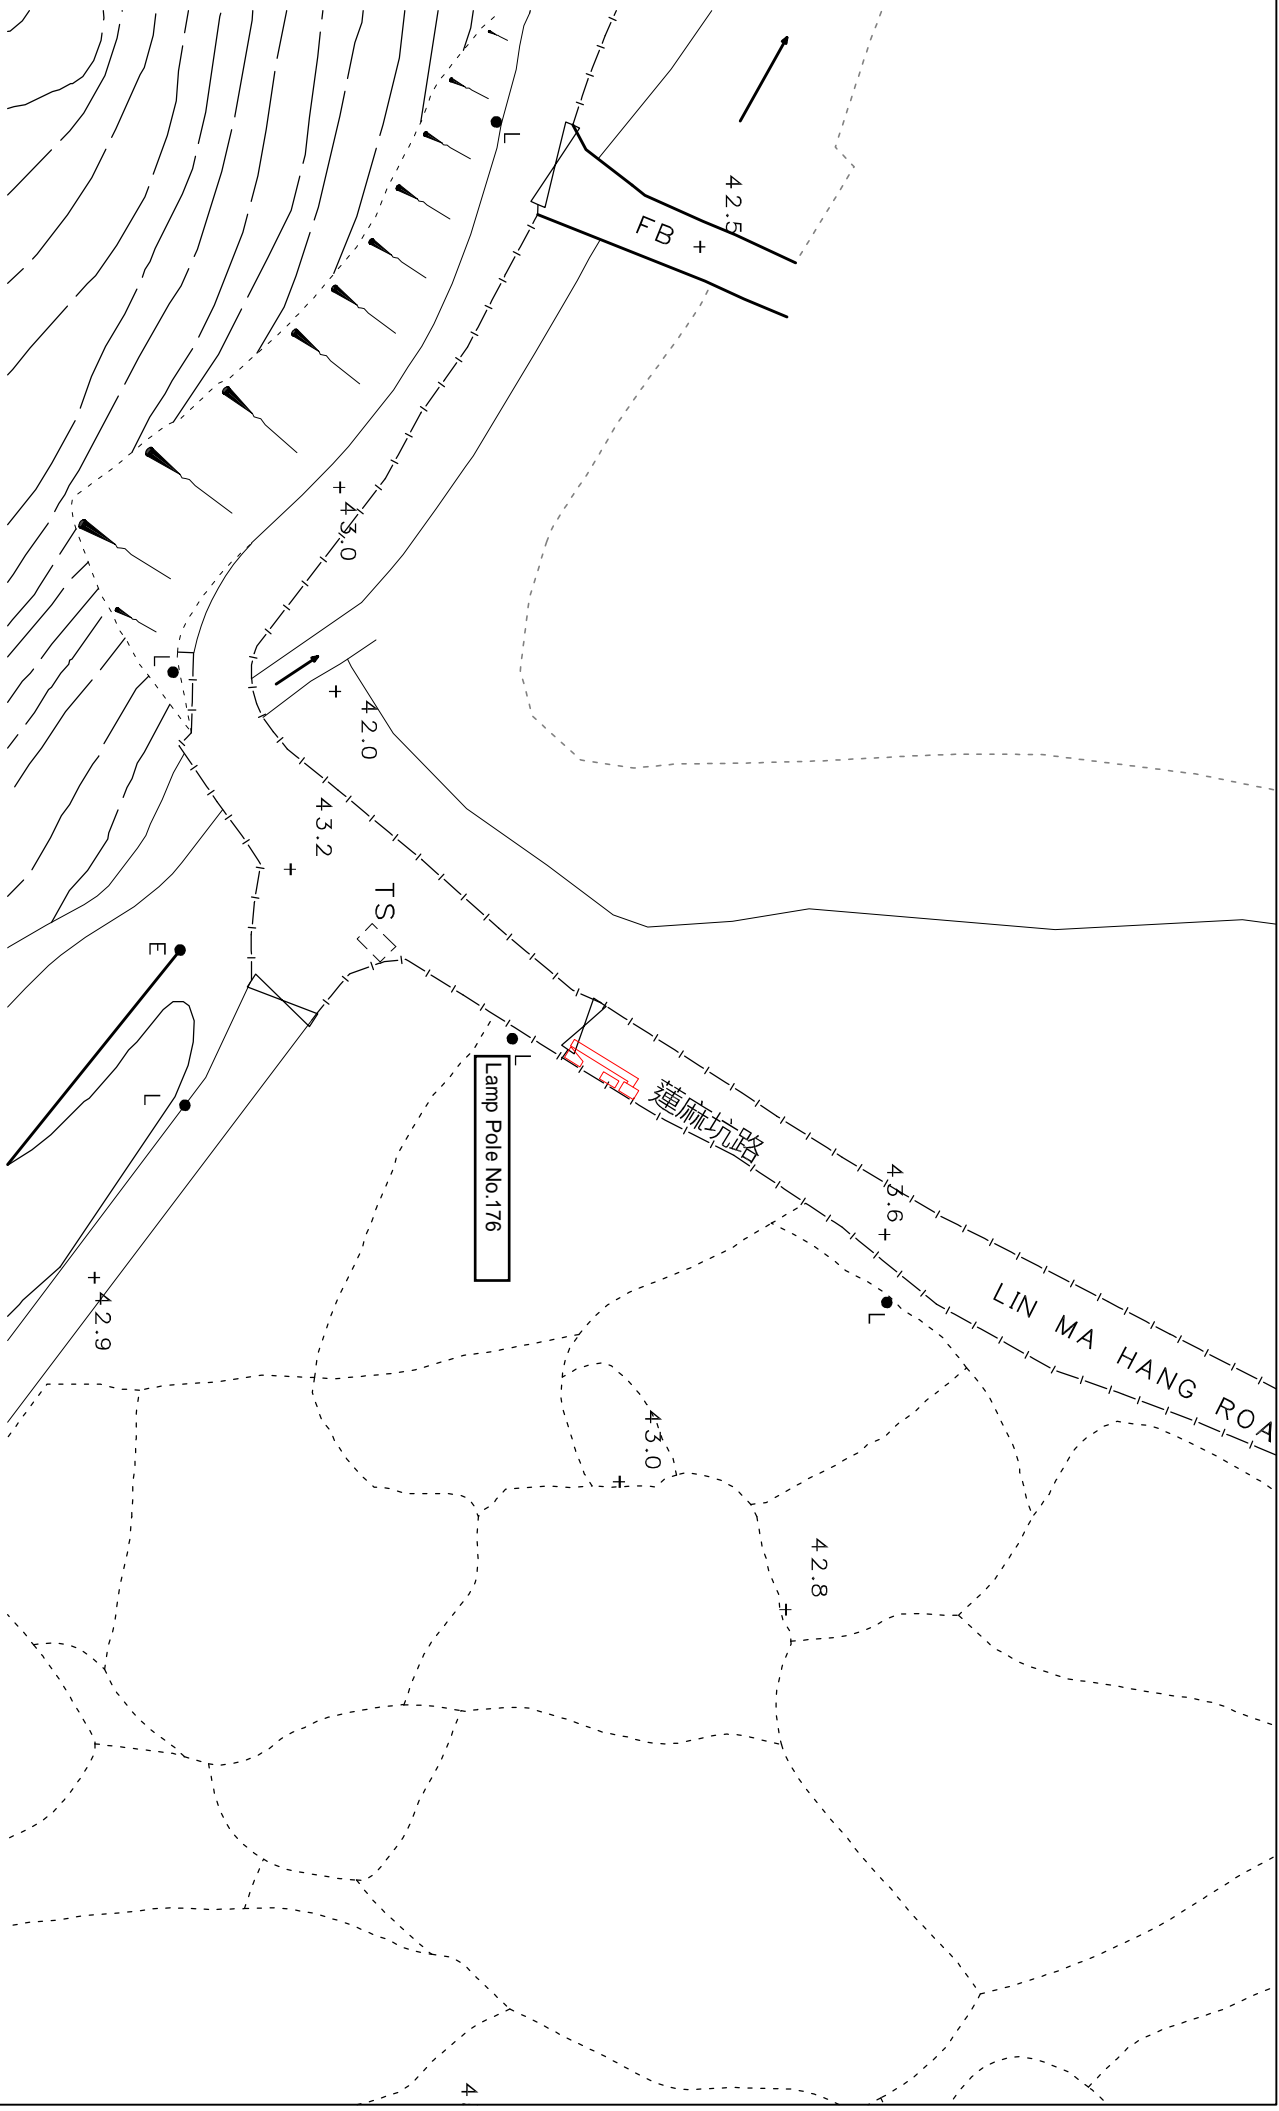 L
42.5
FB
43.0
L
42.0
43.2
TS
E
L
L
Lamp Pole No.176
蓮麻坑路
43.6
LIN MA HANG ROA
L
42.9
43.0
42.8
4